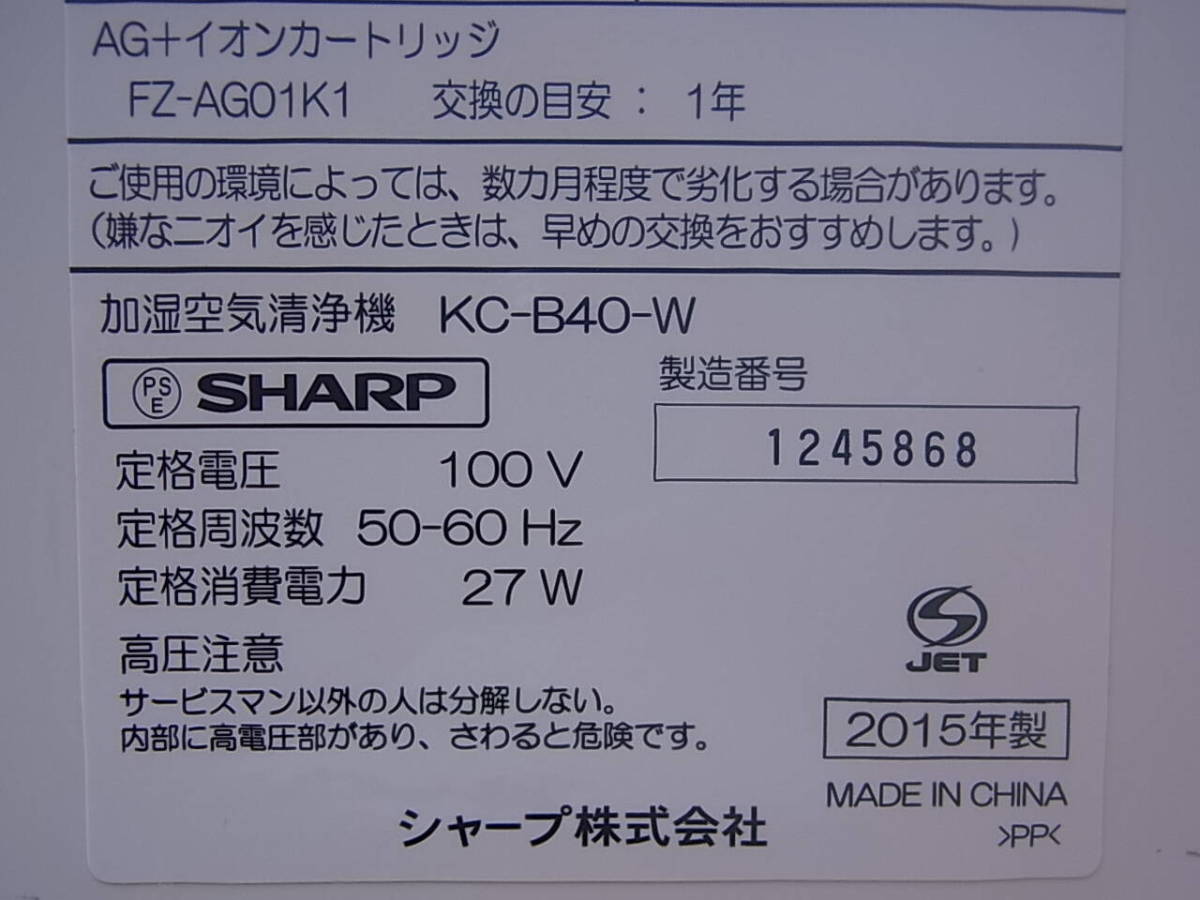 AG+イオンカートリッジ
FZ-AG01K1 交換の目安： 1年
ご使用の環境によっては、数カ月程度で劣化する場合があります。
(嫌なニオイを感じたときは、早めの交換をおすすめします。)
加湿空気清浄機 KC-B40-W
PS E SHARP
製造番号
1245868
定格電圧 100 V
定格周波数 50-60 Hz
定格消費電力 27 W
高圧注意
サービスマン以外の人は分解しない。
内部に高電圧部があり、さわると危険です。
JET
2015年製
MADE IN CHINA
>PP<
シャープ株式会社